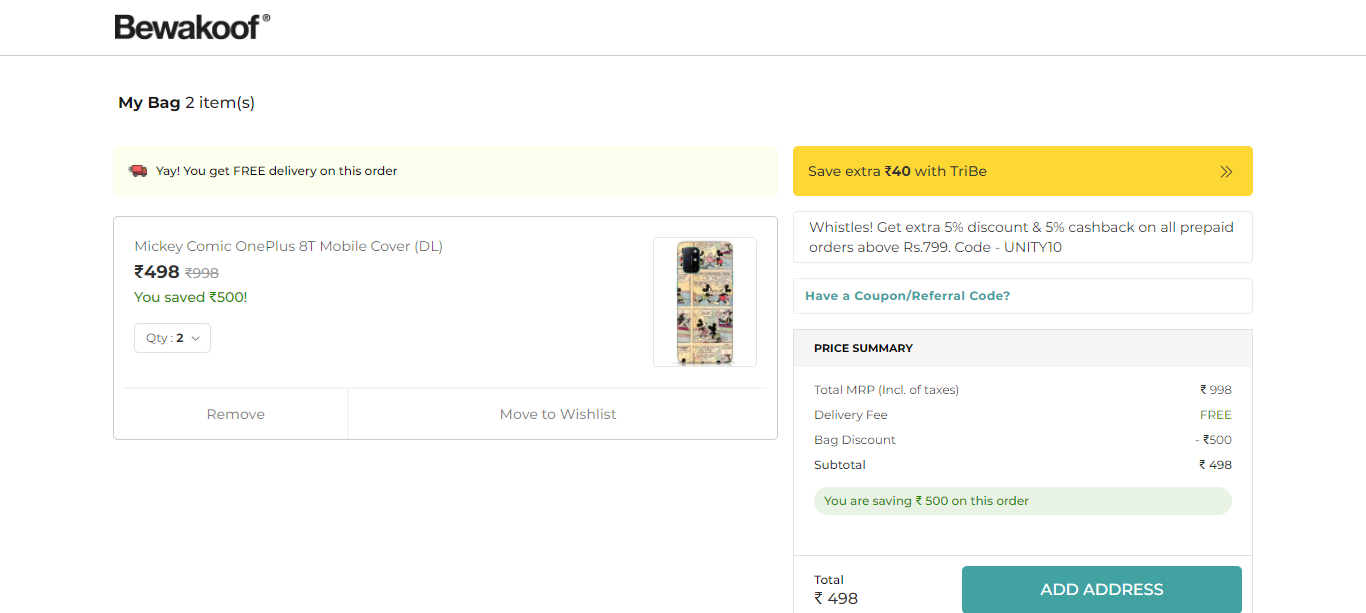 Bewakoof®
My Bag 2 item(s)
Yay! You get FREE delivery on this order
Mickey Comic OnePlus 8T Mobile Cover (DL)
₹498 ₹998
You saved ₹500!
Qty : 2
Remove
Move to Wishlist
Save extra ₹40 with TriBe
Whistles! Get extra 5% discount & 5% cashback on all prepaid
orders above Rs.799. Code - UNITY10
Have a Coupon/Referral Code?
PRICE SUMMARY
Total MRP (Incl. of taxes) ₹ 998
Delivery Fee FREE
Bag Discount - ₹500
Subtotal ₹ 498
You are saving ₹ 500 on this order
Total
₹ 498
ADD ADDRESS